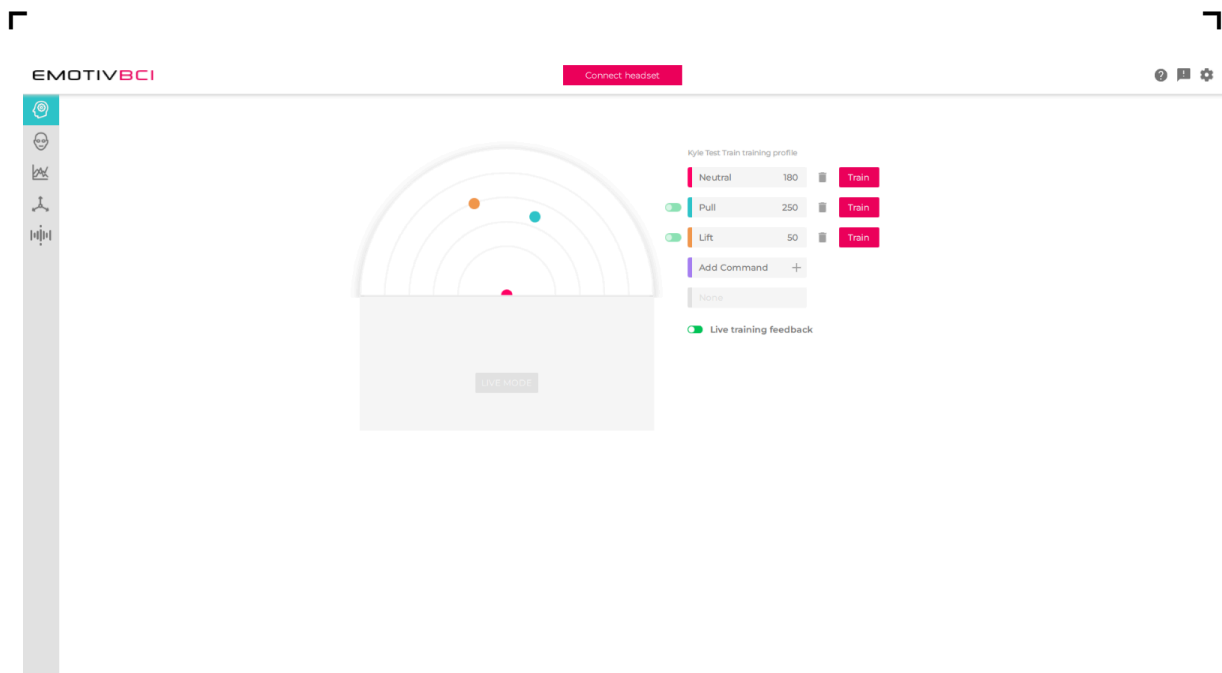 EMOTIVBCI
Connect headset
Kyle Test Train training profile
Neutral 180 Train
Pull 250 Train
Lift 50 Train
Add Command
None
Live training feedback
LIVE MODE